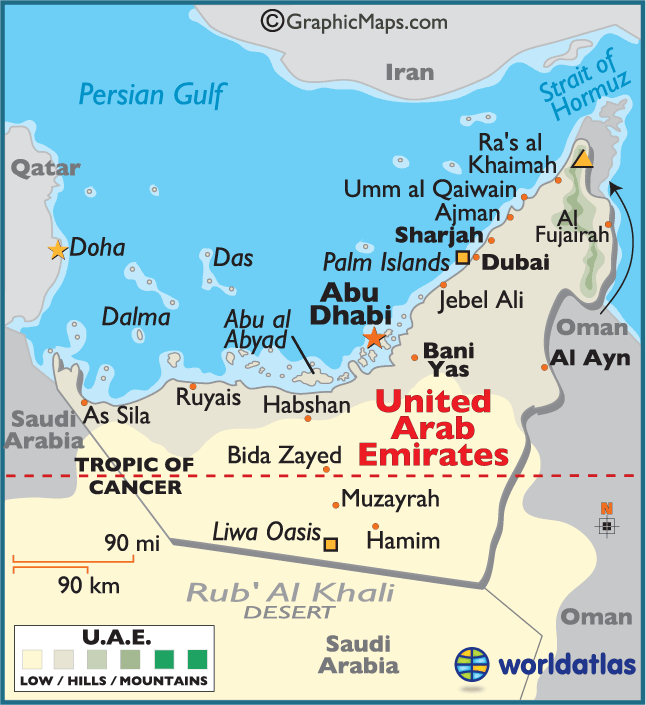 ©GraphicMaps.com
Iran
Strait of
Hormuz
Persian Gulf
Ra's al
Khaimah
Qatar
Umm al Qaiwain
Ajman
Al
Fujairah
Sharjah
Doha
Das
Palm Islands
Dubai
Abu
Dhabi
Jebel Ali
Dalma
Abu al
Abyad
Oman
Bani
Yas
Al Ayn
Ruyais
Habshan
United
Arab
Emirates
Saudi
Arabia
As Sila
Bida Zayed
TROPIC OF
CANCER
Muzayrah
N
Liwa Oasis
Hamim
90 mi
90 km
Rub' Al Khali
DESERT
Oman
U.A.E.
LOW / HILLS / MOUNTAINS
Saudi
Arabia
worldatlas